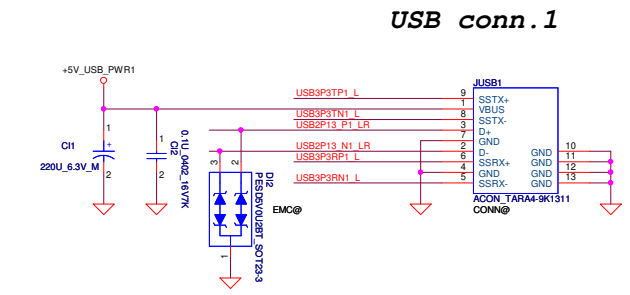 USB conn.1
+5V_USB_PWR1
JUSB1
USB3P3TP1_L
9
SSTX+
1
VBUS
USB3P3TN1_L
8
SSTX-
USB2P13_P1_LR
3
D+
7
GND
USB2P13_N1_LR
2
D-
USB3P3RP1_L
6
SSRX+
4
GND
USB3P3RN1_L
5
SSRX-
GND
10
GND
11
GND
12
GND
13
ACON_TARA4-9K1311
CONN@
1
CI1
+
220U_6.3V_M
2
1
CI2
0.1U_0402_16V7K
2
3
2
DI2
PESD5V0U2BT_SOT23-3
EMC@
1